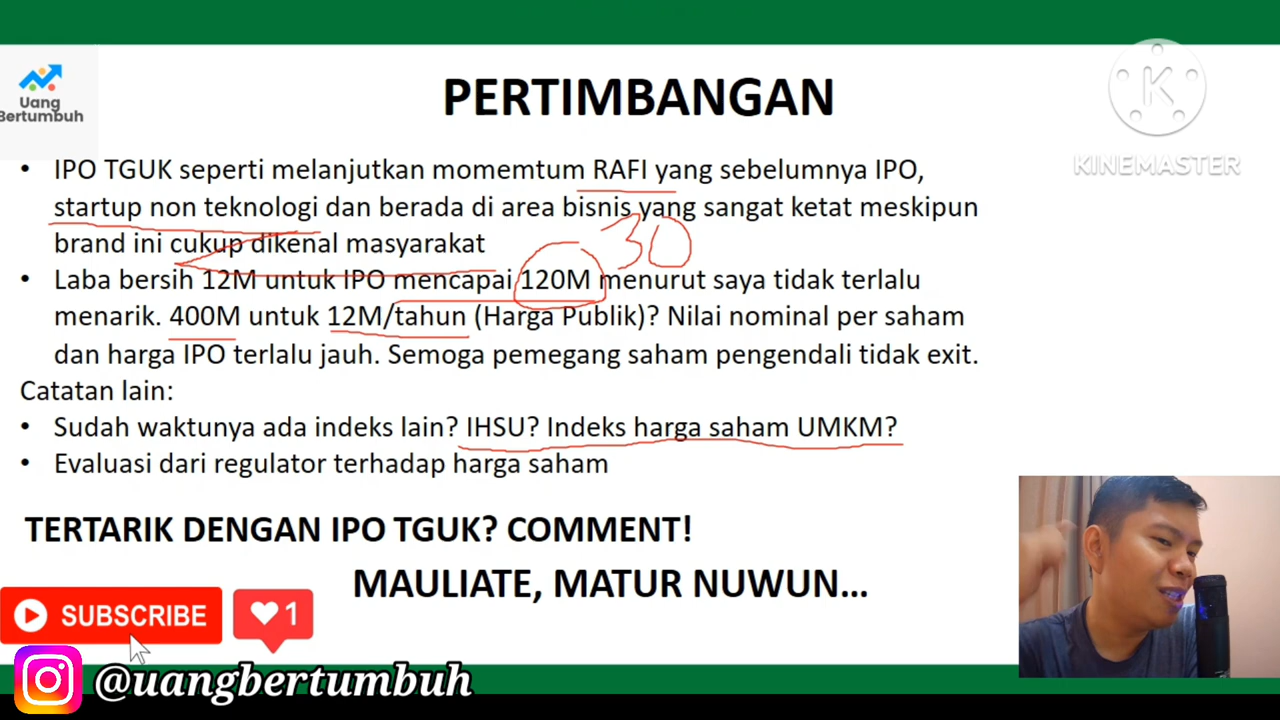 PERTIMBANGAN
Uang
Bertumbuh
KINEMASTER
• IPO TGUK seperti melanjutkan momemtum RAFI yang sebelumnya IPO,
startup non teknologi dan berada di area bisnis yang sangat ketat meskipun
brand ini cukup dikenal masyarakat
30
• Laba bersih 12M untuk IPO mencapai 120M menurut saya tidak terlalu
menarik. 400M untuk 12M/tahun (Harga Publik)? Nilai nominal per saham
dan harga IPO terlalu jauh. Semoga pemegang saham pengendali tidak exit.
Catatan lain:
• Sudah waktunya ada indeks lain? IHSU? Indeks harga saham UMKM?
• Evaluasi dari regulator terhadap harga saham
TERTARIK DENGAN IPO TGUK? COMMENT!
MAULIATE, MATUR NUWUN...
SUBSCRIBE
1
@uangbertumbuh